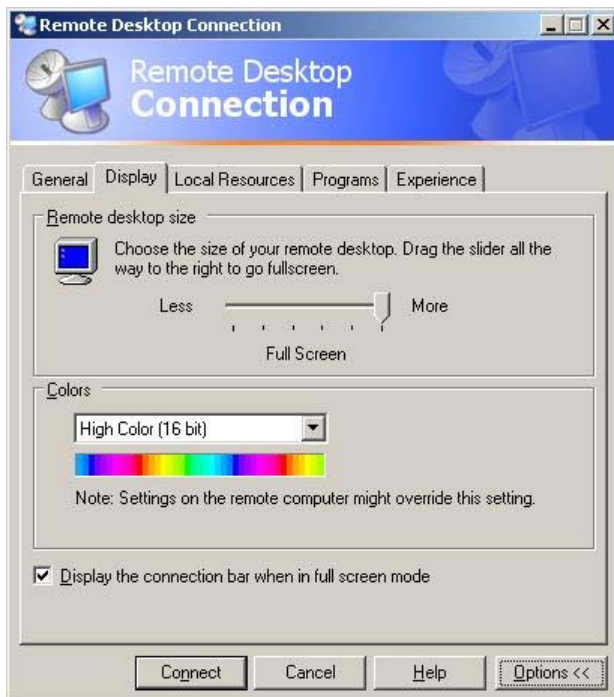 Remote Desktop Connection
Remote Desktop
Connection
General Display Local Resources Programs Experience
Remote desktop size
Choose the size of your remote desktop. Drag the slider all the
way to the right to go fullscreen.
Less More
Full Screen
Colors
High Color (16 bit)
Note: Settings on the remote computer might override this setting.
Display the connection bar when in full screen mode
Connect Cancel Help Options <<